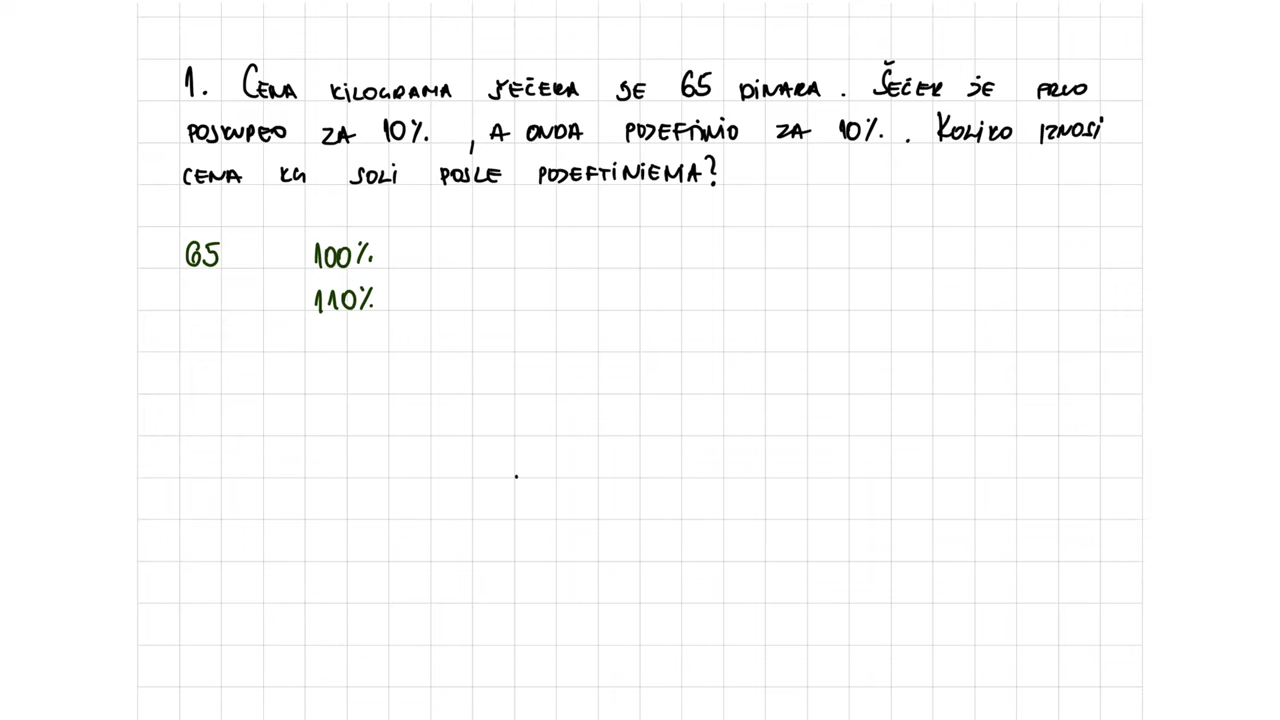 1. CENA KILOGRAMA ŠEĆERA JE 65 DINARA. ŠEĆER JE PRVO
POSKUPEO ZA 10%, A ONDA POJEFTINIO ZA 10%. KOLIKO IZNOSI
CENA KG SOLI POSLE POJEFTINJEMA?
65 100%
110%